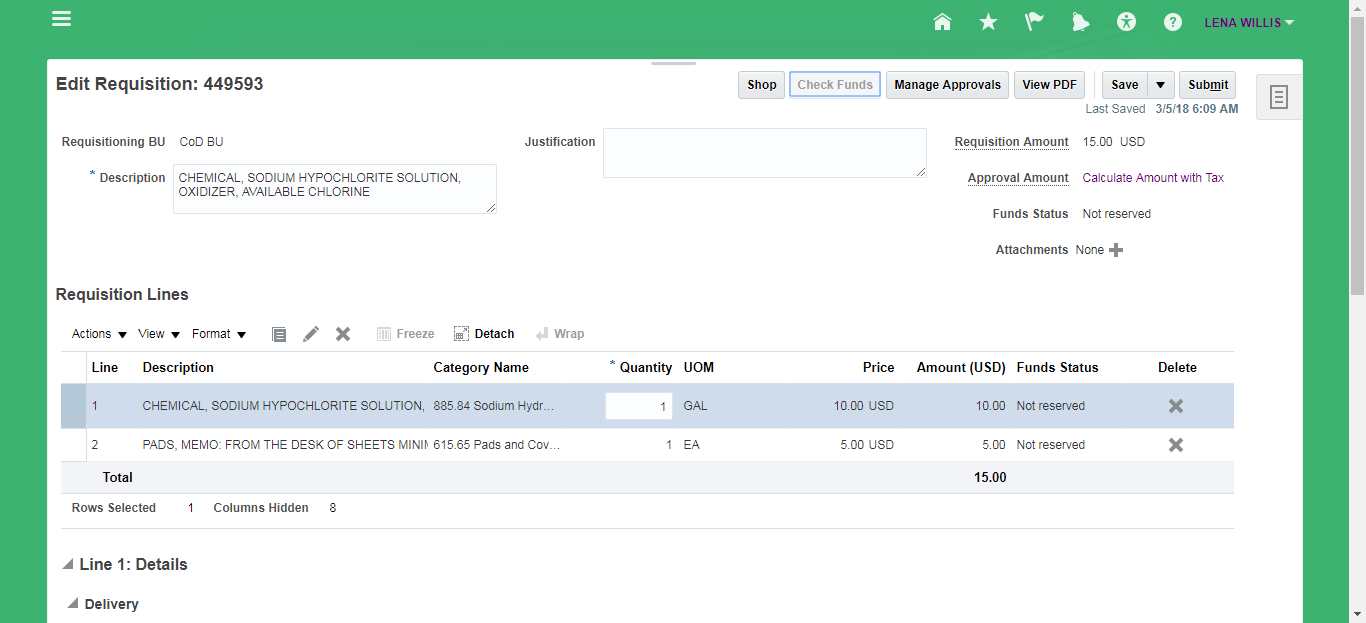 LENA WILLIS
Edit Requisition: 449593
Shop
Check Funds
Manage Approvals
View PDF
Save
Submit
Last Saved 3/5/18 6:09 AM
Requisitioning BU CoD BU
* Description CHEMICAL, SODIUM HYPOCHLORITE SOLUTION,
OXIDIZER, AVAILABLE CHLORINE
Justification
Requisition Amount 15.00 USD
Approval Amount Calculate Amount with Tax
Funds Status Not reserved
Attachments None
Requisition Lines
Actions View Format Freeze Detach Wrap
Line Description Category Name * Quantity UOM Price Amount (USD) Funds Status Delete
1 CHEMICAL, SODIUM HYPOCHLORITE SOLUTION, 885.84 Sodium Hydr... 1 GAL 10.00 USD 10.00 Not reserved
2 PADS, MEMO: FROM THE DESK OF SHEETS MINI 615.65 Pads and Cov... 1 EA 5.00 USD 5.00 Not reserved
Total 15.00
Rows Selected 1 Columns Hidden 8
Line 1: Details
Delivery